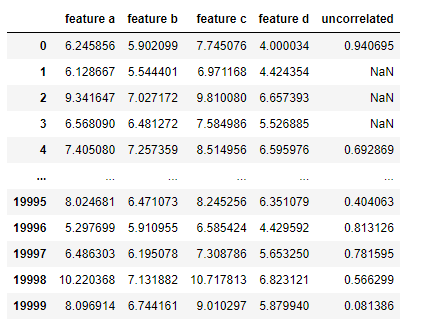 feature a feature b feature c feature d uncorrelated
0 6.245856 5.902099 7.745076 4.000034 0.940695
1 6.128667 5.544401 6.971168 4.424354 NaN
2 9.341647 7.027172 9.810080 6.657393 NaN
3 6.568090 6.481272 7.584986 5.526885 NaN
4 7.405080 7.257359 8.514956 6.595976 0.692869
... ... ... ... ... ...
19995 8.024681 6.471073 8.245256 6.351079 0.404063
19996 5.297699 5.910955 6.585424 4.429592 0.813126
19997 6.486303 6.195078 7.308786 5.653250 0.781595
19998 10.220368 7.131882 10.717813 6.823121 0.566299
19999 8.096914 6.744161 9.010297 5.879940 0.081386